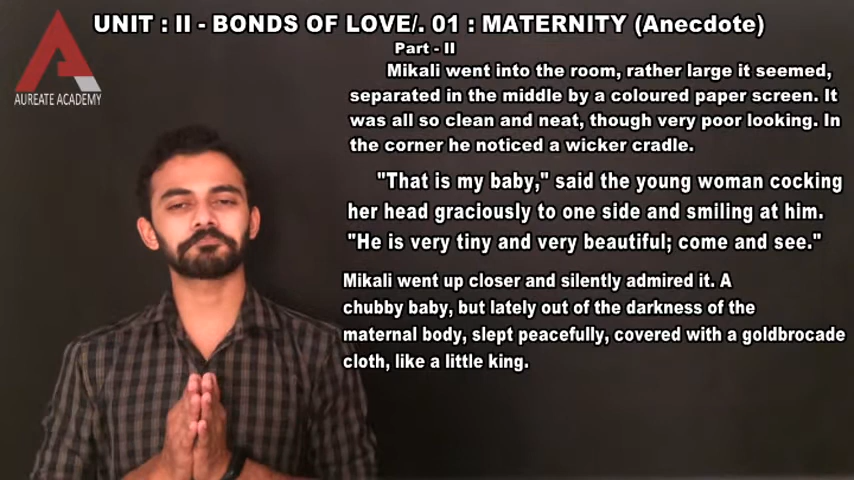 UNIT : II - BONDS OF LOVE/. 01 : MATERNITY (Anecdote)
Part - II
AUREATE ACADEMY
Mikali went into the room, rather large it seemed,
separated in the middle by a coloured paper screen. It
was all so clean and neat, though very poor looking. In
the corner he noticed a wicker cradle.
"That is my baby," said the young woman cocking
her head graciously to one side and smiling at him.
"He is very tiny and very beautiful; come and see."
Mikali went up closer and silently admired it. A
chubby baby, but lately out of the darkness of the
maternal body, slept peacefully, covered with a goldbrocade
cloth, like a little king.